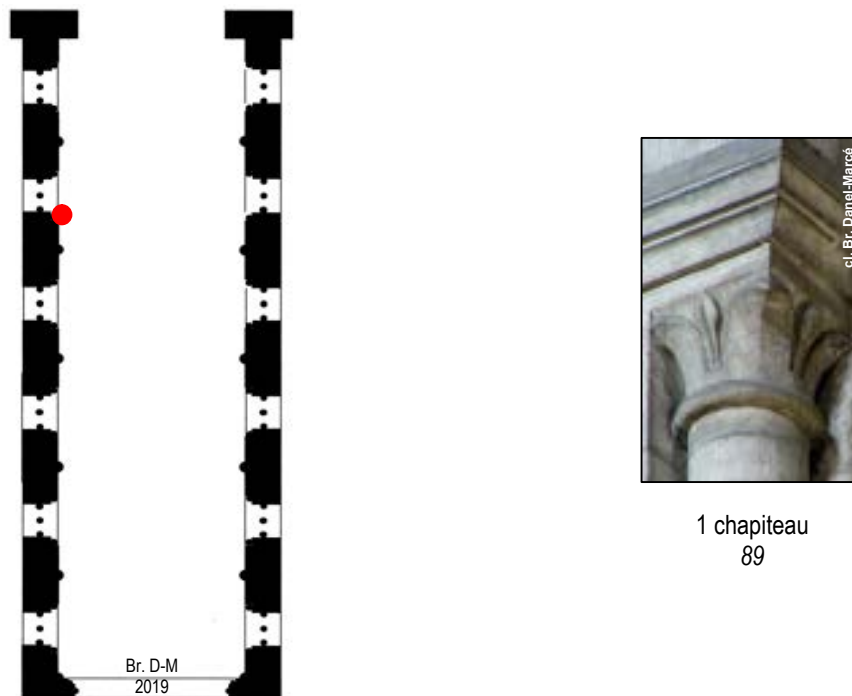 cl. Br. Danel-Marcé
1 chapiteau
89
Br. D-M
2019